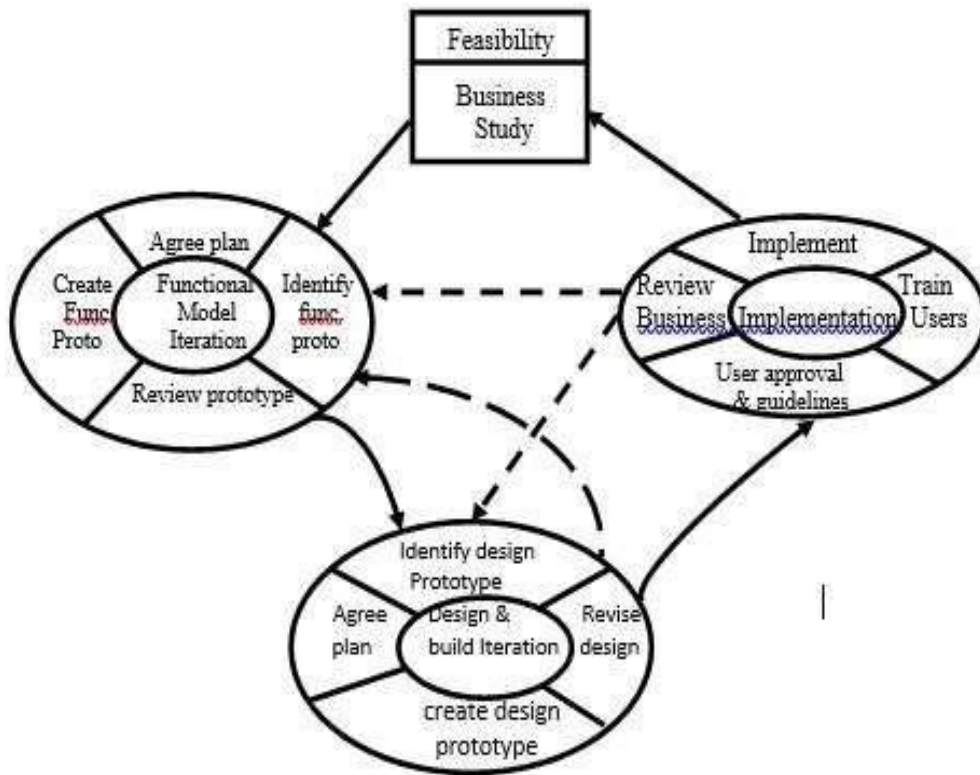 Feasibility
Business
Study
Agree plan
Create
Func
Proto
Functional
Model
Iteration
Identify
func.
proto
Review prototype
Implement
Review
Business
Implementation
Train
Users
User approval
& guidelines
Identify design
Prototype
Agree
plan
Design &
build Iteration
Revise
design
create design
prototype